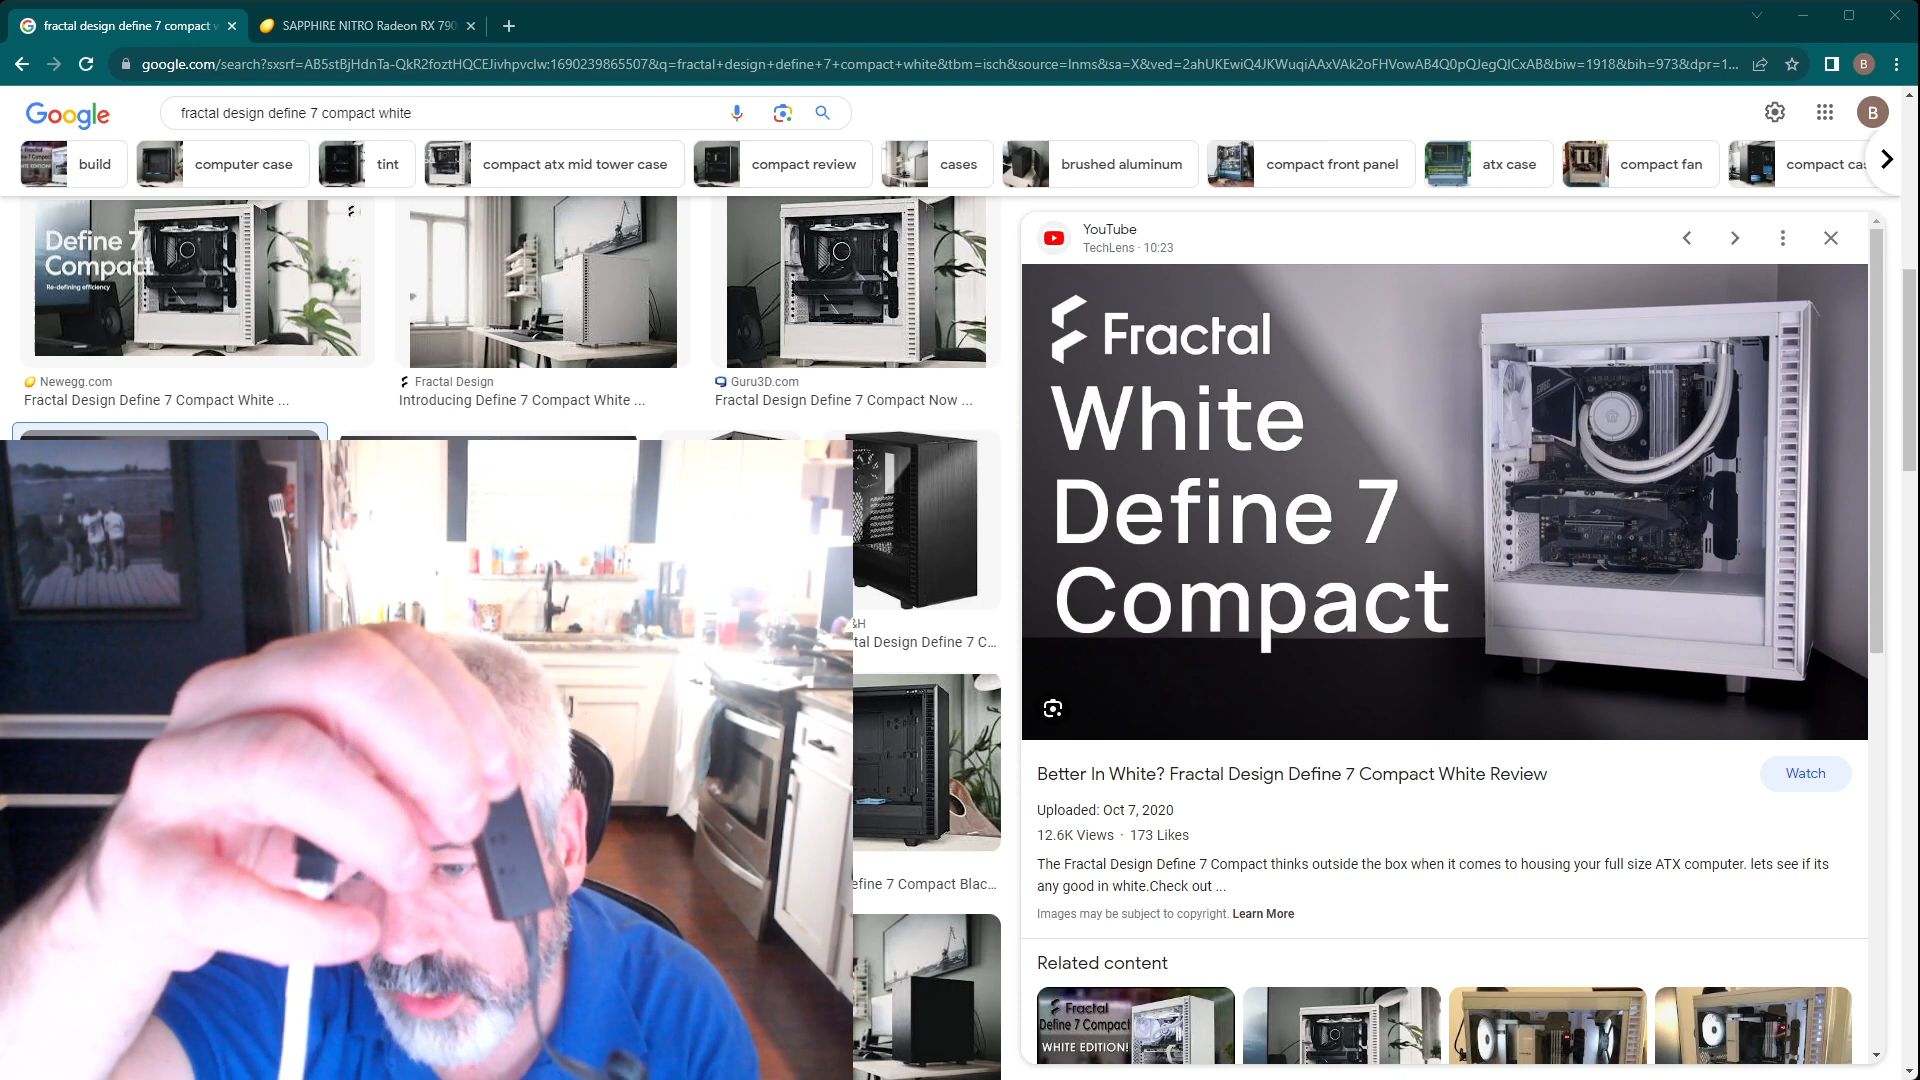 fractal design define 7 compact w
SAPPHIRE NITRO Radeon RX 790
google.com/search?sxsrf=AB5stBjHdnTa-QkR2foztHQCEJivhpvclw:1690239865507&q=fractal+design+define+7+compact+white&tbm=isch&source=lnms&sa=X&ved=2ahUKEwiQ4JKWuqiAAxVAk2oFHVowAB4Q0pQJegQICxAB&biw=1918&bih=973&dpr=1...
B
Google
fractal design define 7 compact white
B
build
computer case
tint
compact atx mid tower case
compact review
cases
brushed aluminum
compact front panel
atx case
compact fan
compact cas
Define 7
Compact
Re-defining efficiency
Newegg.com
Fractal Design Define 7 Compact White ...
Fractal Design
Introducing Define 7 Compact White ...
Guru3D.com
Fractal Design Define 7 Compact Now ...
&H
tal Design Define 7 C...
efine 7 Compact Blac...
YouTube
TechLens · 10:23
Fractal
White
Define 7
Compact
Better In White? Fractal Design Define 7 Compact White Review
Watch
Uploaded: Oct 7, 2020
12.6K Views · 173 Likes
The Fractal Design Define 7 Compact thinks outside the box when it comes to housing your full size ATX computer. lets see if its
any good in white.Check out ...
Images may be subject to copyright. Learn More
Related content
Fractal
Define 7 Compact
WHITE EDITION!